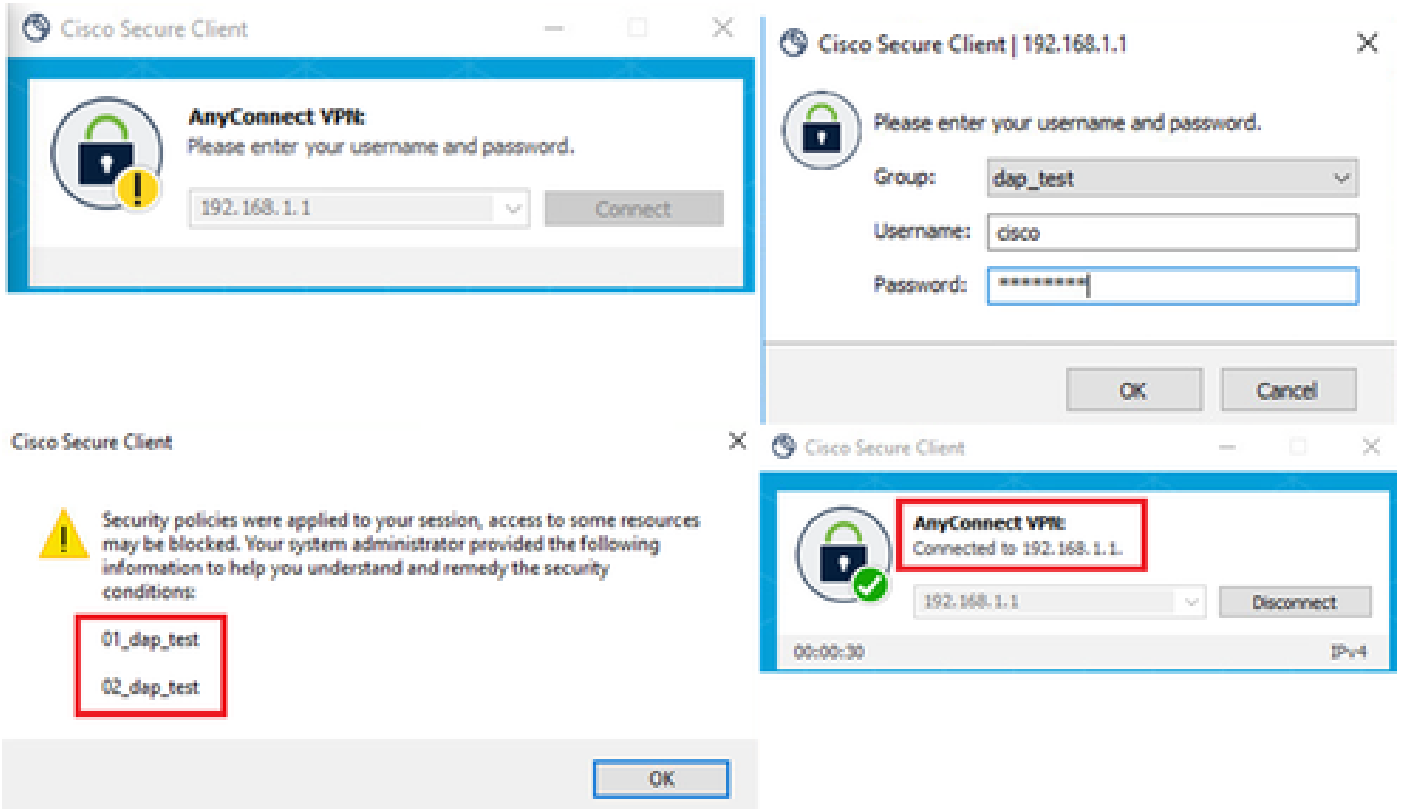 Cisco Secure Client
AnyConnect VPN:
Please enter your username and password.
192.168.1.1
Connect
Cisco Secure Client | 192.168.1.1
Please enter your username and password.
Group:
dap_test
Username:
cisco
Password:
********
OK
Cancel
Cisco Secure Client
Security policies were applied to your session, access to some resources
may be blocked. Your system administrator provided the following
information to help you understand and remedy the security
conditions:
01_dap_test
02_dap_test
OK
Cisco Secure Client
AnyConnect VPN:
Connected to 192.168.1.1.
192.168.1.1
Disconnect
00:00:30
IPv4